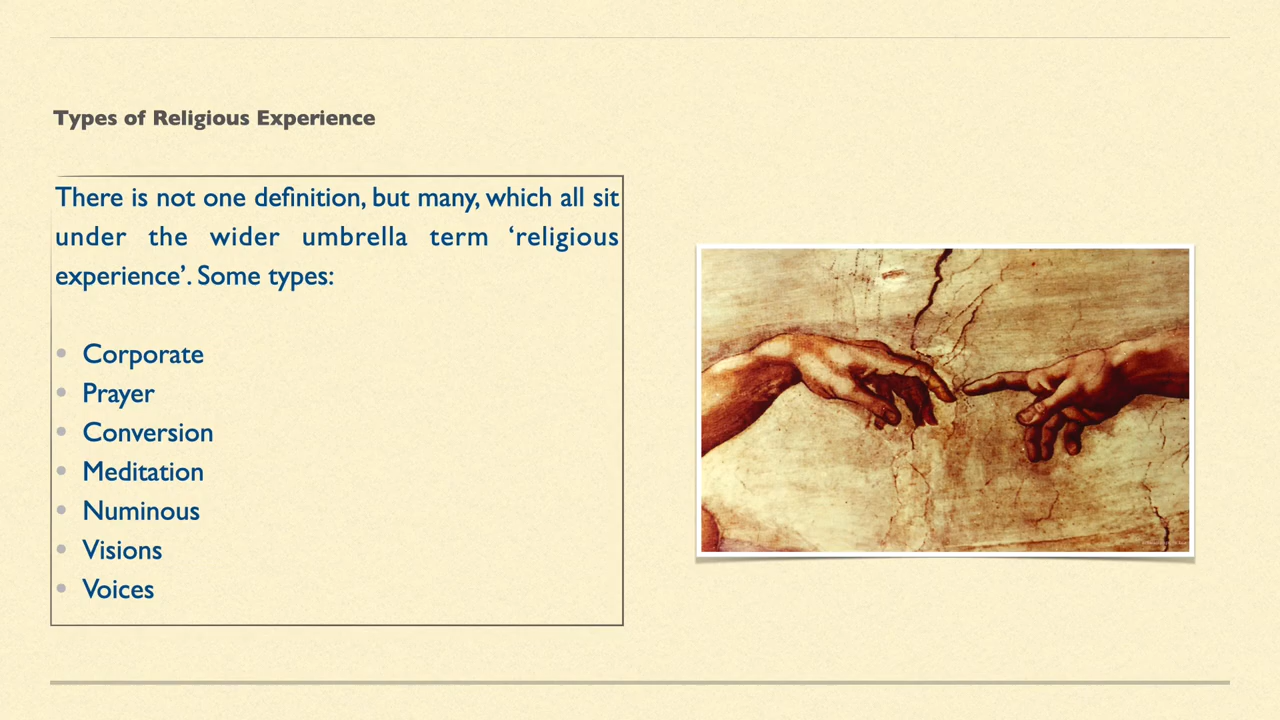 Types of Religious Experience
There is not one definition, but many, which all sit
under the wider umbrella term ‘religious
experience’. Some types:
• Corporate
• Prayer
• Conversion
• Meditation
• Numinous
• Visions
• Voices